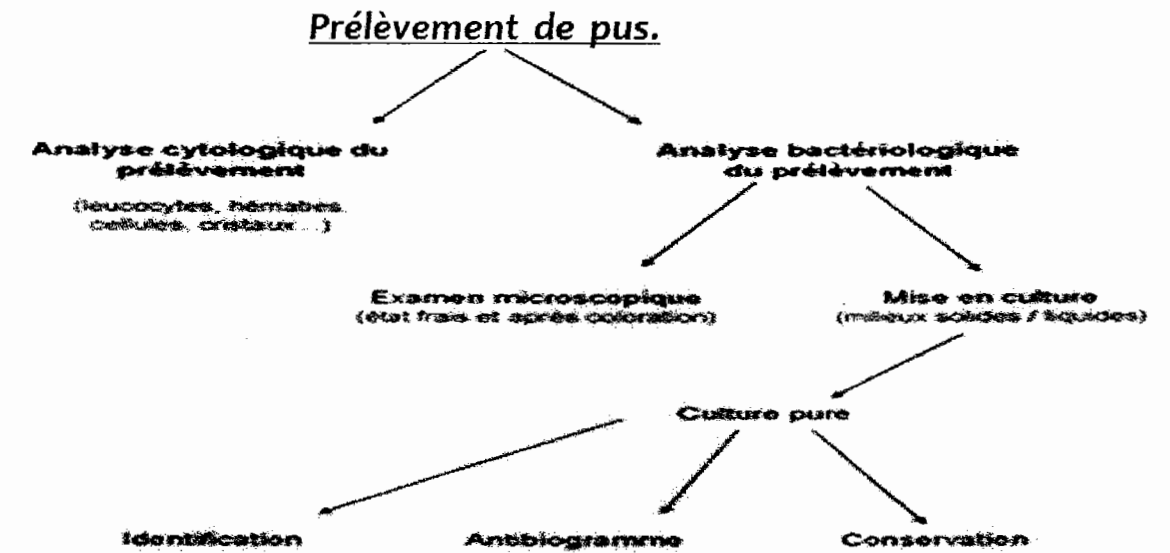 Prélèvement de pus.
Analyse cytologique du
prélèvement
(leucocytes, hématies,
cellules, cristaux...)
Analyse bactériologique
du prélèvement
Examen microscopique
(état frais et après coloration)
Mise en culture
(milieux solides / liquides)
Culture pure
Identification
Antibiogramme
Conservation